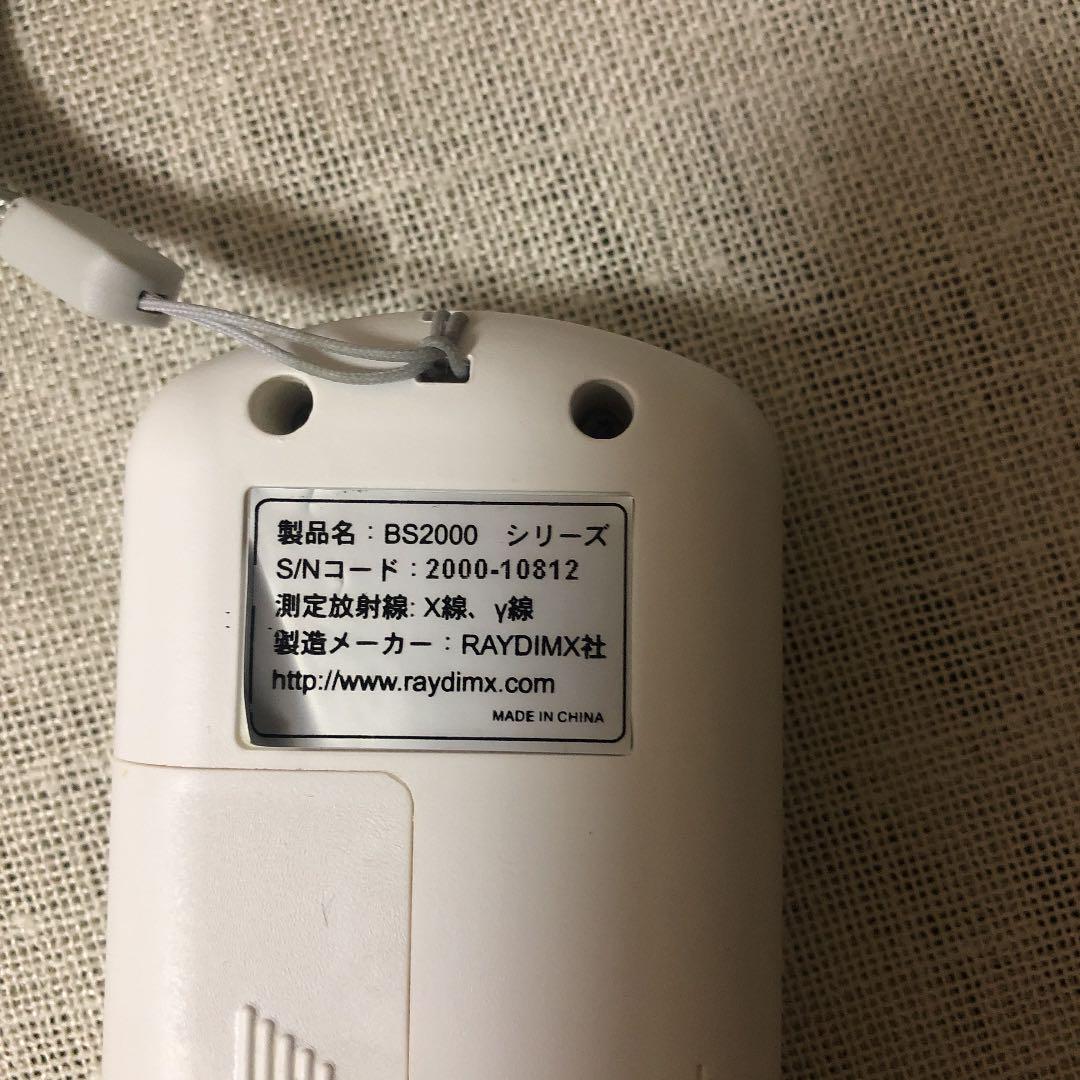 製品名：BS2000　シリーズ
S/Nコード：2000-10812
測定放射線: X線、γ線
製造メーカー：RAYDIMX社
http://www.raydimx.com
MADE IN CHINA